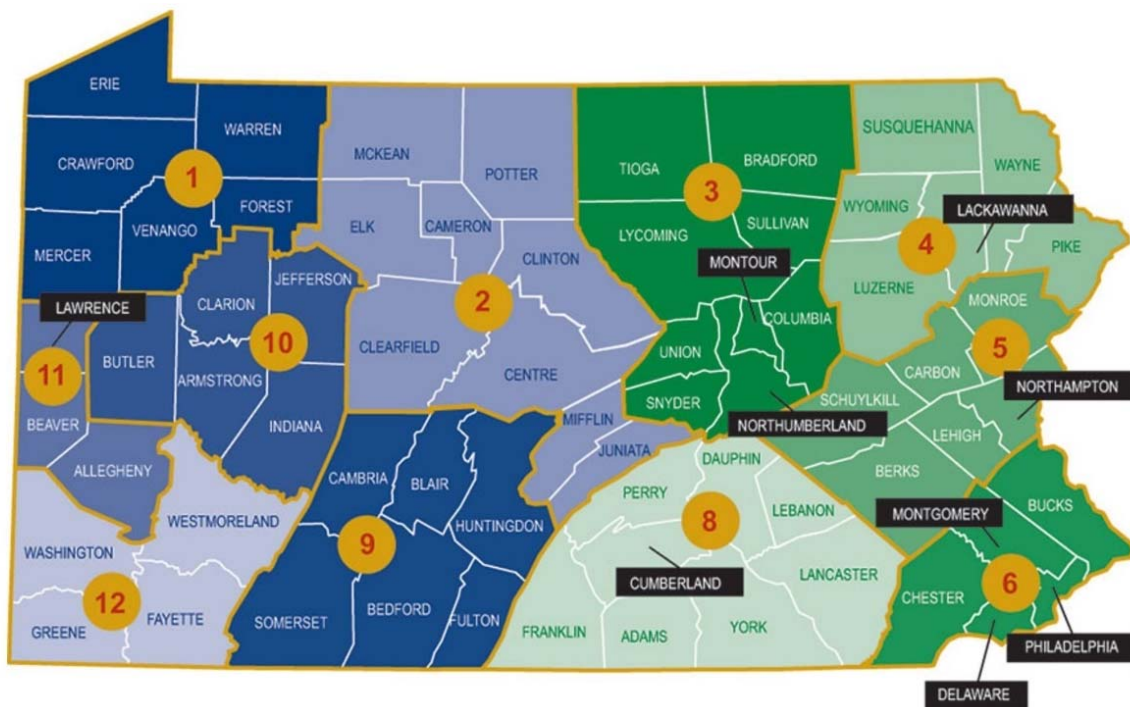 ERIE
WARREN
CRAWFORD
1
FOREST
VENANGO
MERCER
MCKEAN
POTTER
ELK
CAMERON
CLINTON
2
CLEARFIELD
CENTRE
MIFFLIN
JUNIATA
TIOGA
BRADFORD
3
LYCOMING
SULLIVAN
MONTOUR
COLUMBIA
UNION
SNYDER
NORTHUMBERLAND
SUSQUEHANNA
WAYNE
WYOMING
LACKAWANNA
4
PIKE
LUZERNE
MONROE
5
CARBON
NORTHAMPTON
SCHUYLKILL
LEHIGH
BERKS
LAWRENCE
11
BEAVER
ALLEGHENY
JEFFERSON
CLARION
10
BUTLER
ARMSTRONG
INDIANA
WESTMORELAND
WASHINGTON
12
GREENE
FAYETTE
CAMBRIA
BLAIR
HUNTINGDON
9
SOMERSET
BEDFORD
FULTON
DAUPHIN
PERRY
LEBANON
8
CUMBERLAND
LANCASTER
FRANKLIN
ADAMS
YORK
MONTGOMERY
BUCKS
6
CHESTER
PHILADELPHIA
DELAWARE